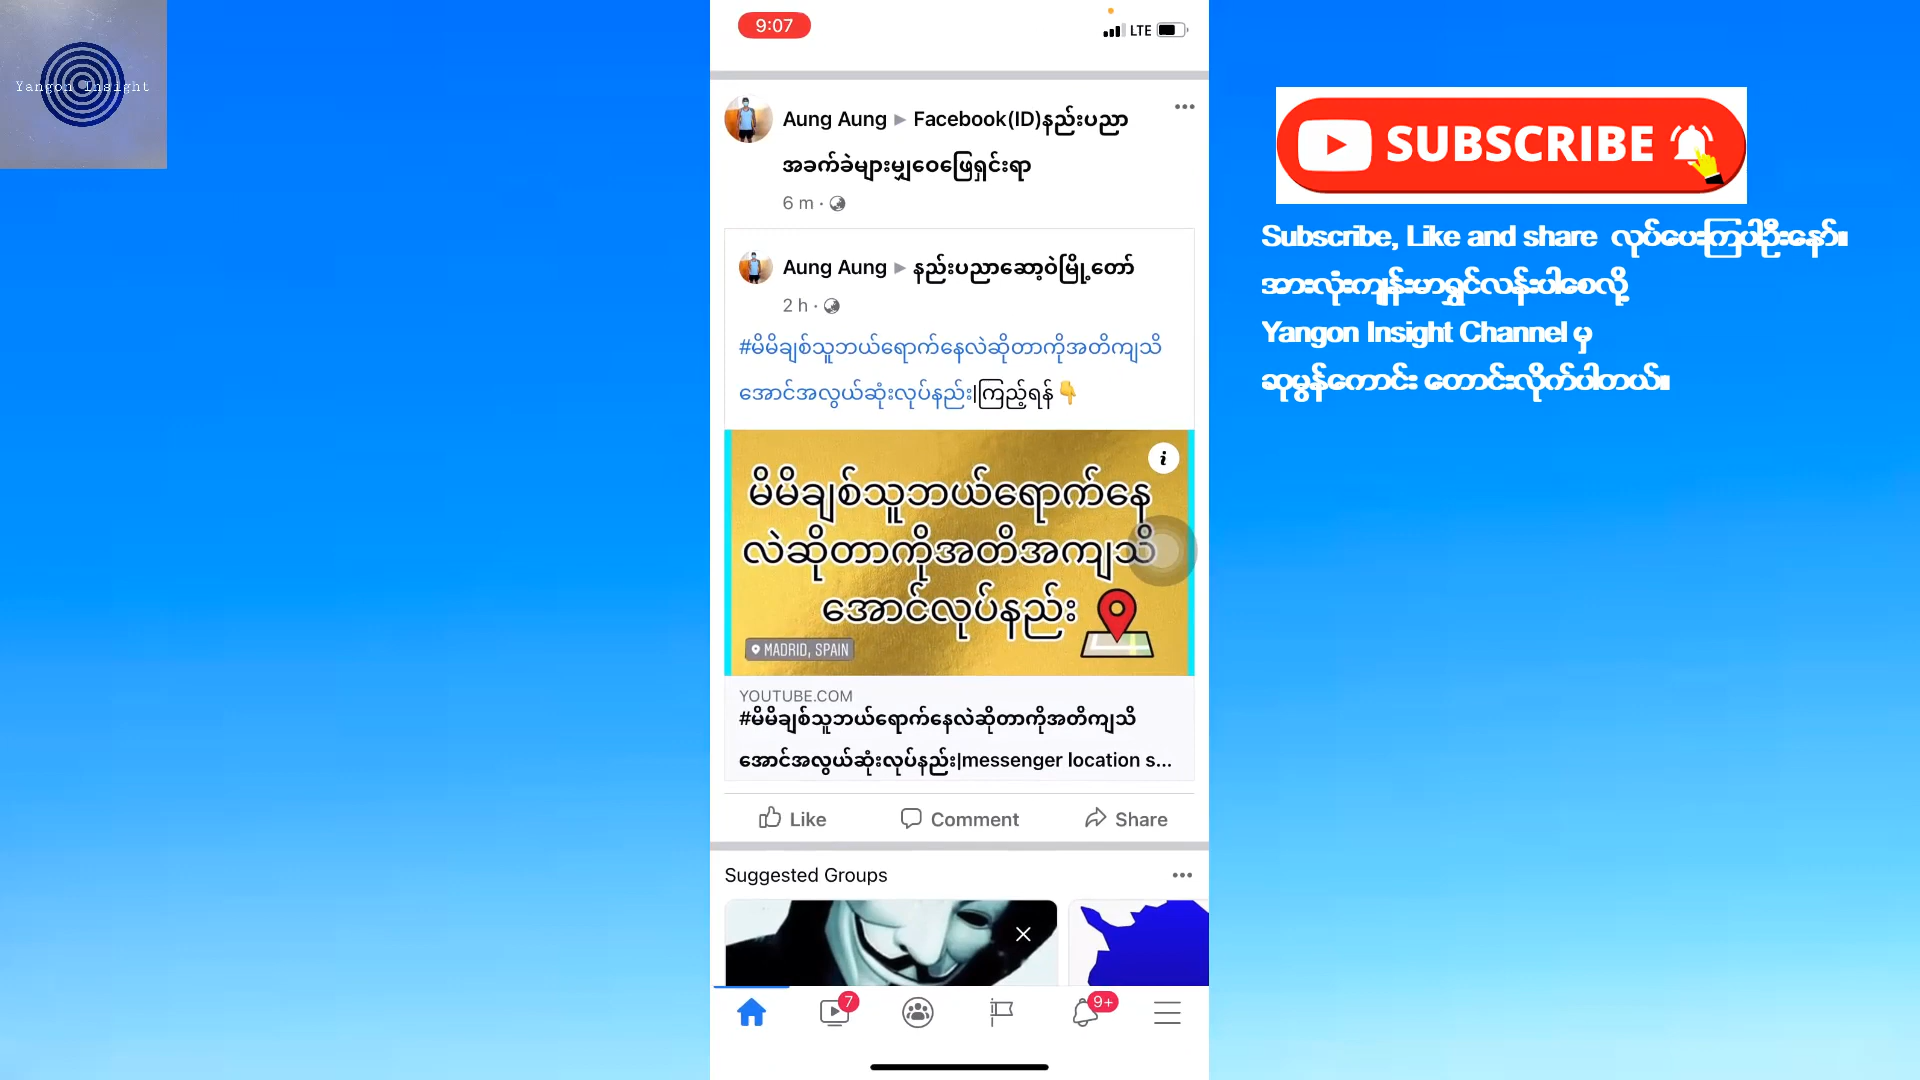 Yangon Insight
9:07
LTE
Aung Aung ▸ Facebook(ID)နည်းပညာ
အခက်ခဲများမျှဝေဖြေရှင်းရာ
6 m ·
Aung Aung ▸ နည်းပညာဆော့ဝဲမြို့တော်
2 h ·
#မိမိချစ်သူဘယ်ရောက်နေလဲဆိုတာကိုအတိကျသိ
အောင်အလွယ်ဆုံးလုပ်နည်း|ကြည့်ရန်👇
မိမိချစ်သူဘယ်ရောက်နေ
လဲဆိုတာကိုအတိအကျသိ
အောင်လုပ်နည်း
MADRID, SPAIN
YOUTUBE.COM
#မိမိချစ်သူဘယ်ရောက်နေလဲဆိုတာကိုအတိကျသိ
အောင်အလွယ်ဆုံးလုပ်နည်း|messenger location s...
Like Comment Share
Suggested Groups
7
9+
SUBSCRIBE
Subscribe, Like and share လုပ်ပေးကြပါဦးနော်။
အားလုံးကျန်းမာရွှင်လန်းပါစေလို့
Yangon Insight Channel မှ
ဆုမွန်ကောင်း တောင်းလိုက်ပါတယ်။